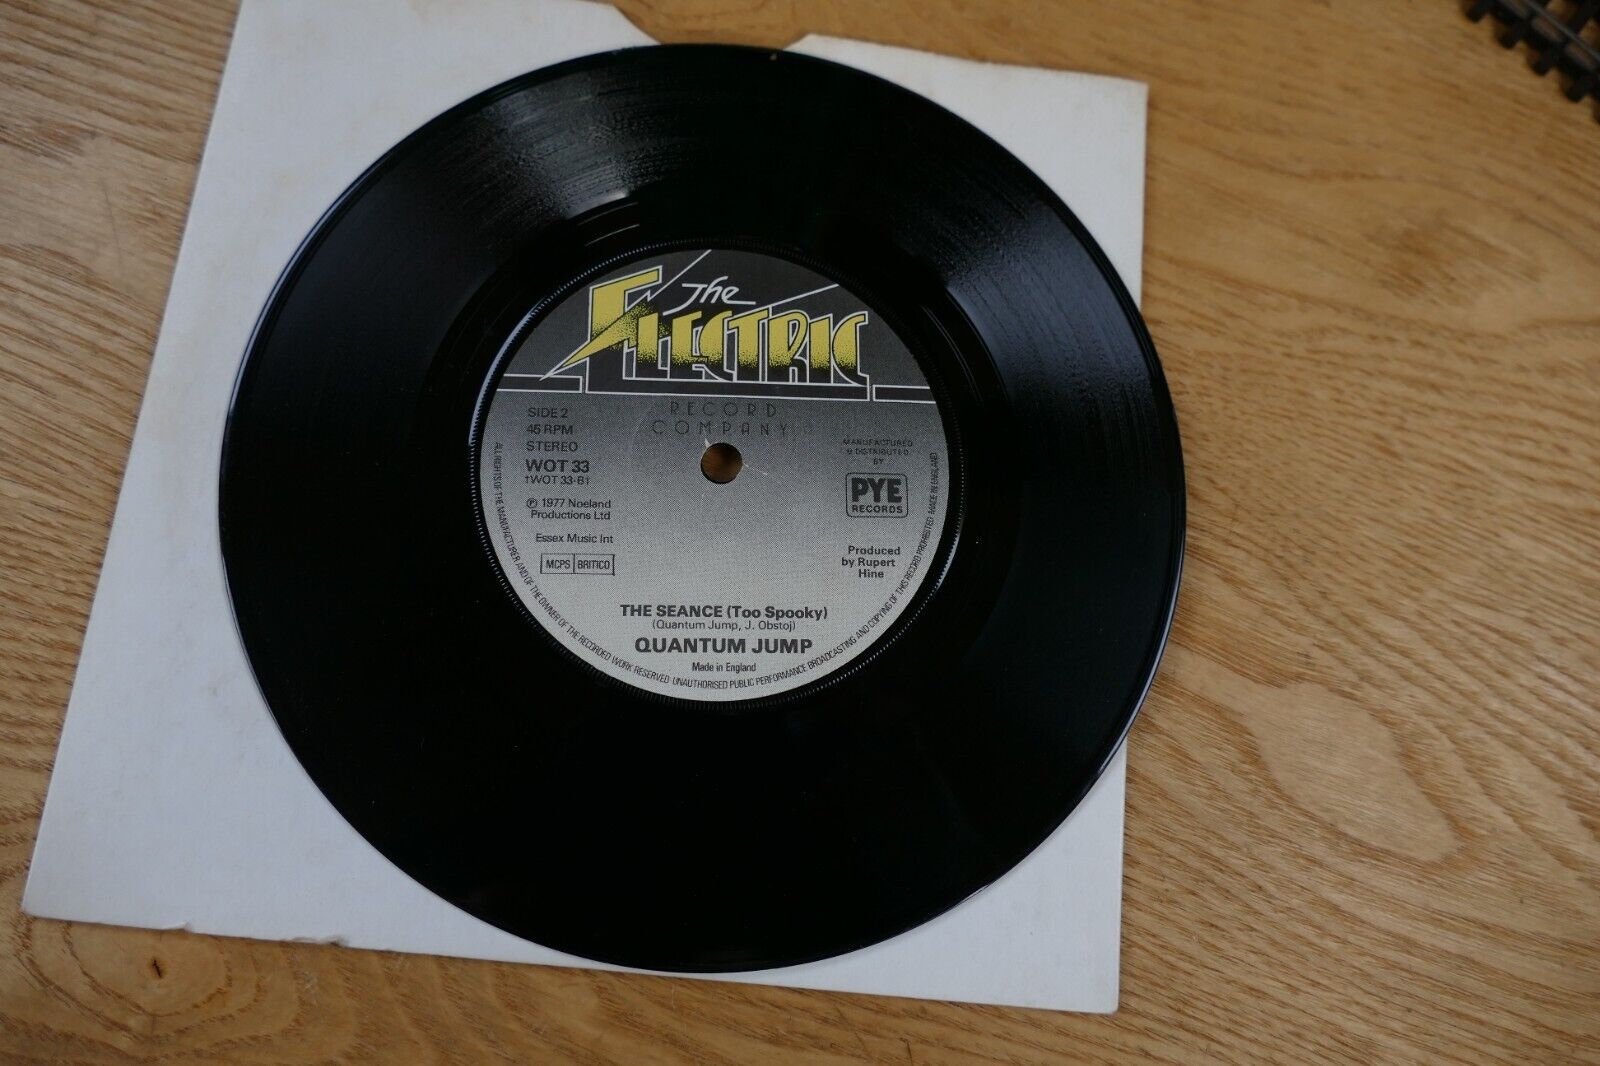 The
ELECTRIC
RECORD
COMPANY
SIDE 2
45 RPM
STEREO
WOT 33
†WOT 33-B†
℗ 1977 Noeland
Productions Ltd
Essex Music Int
MCPS BRITICO
MANUFACTURED
& DISTRIBUTED
BY
PYE
RECORDS
Produced
by Rupert
Hine
THE SEANCE (Too Spooky)
(Quantum Jump, J. Obstoj)
QUANTUM JUMP
Made in England
ALL RIGHTS OF THE MANUFACTURER AND OF THE OWNER OF THE RECORDED WORK RESERVED UNAUTHORISED PUBLIC PERFORMANCE BROADCASTING AND COPYING OF THIS RECORD PROHIBITED MADE IN ENGLAND